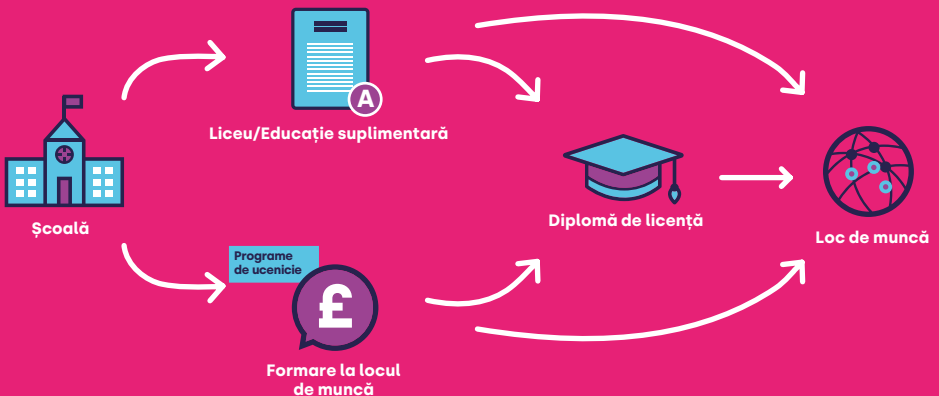 A
Liceu/Educație suplimentară
Școală
Diplomă de licență
Loc de muncă
Programe
de ucenicie
£
Formare la locul
de muncă